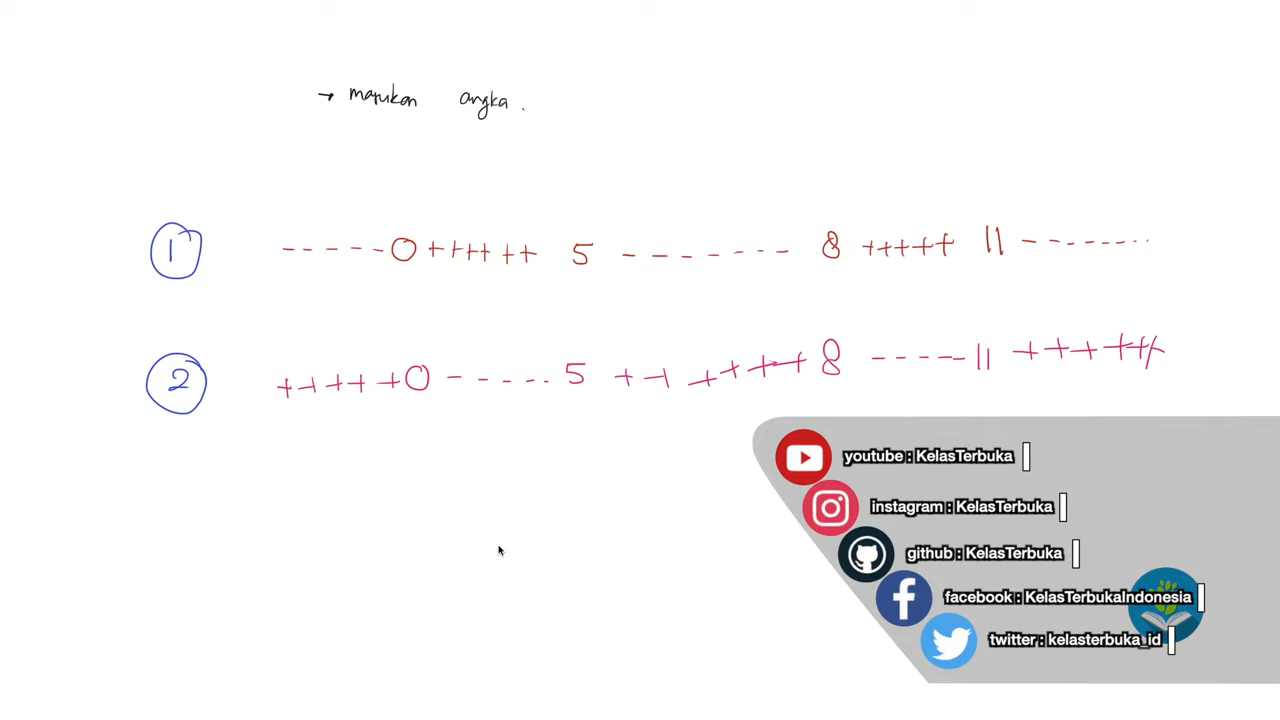 → masukan angka .
1 -----0 ++++++ 5 -------- 8 +++++ 11 --------
2 +++++0 ------ 5 ++ +++++8 -----11 ++++++
youtube : KelasTerbuka
instagram : KelasTerbuka
github : KelasTerbuka
facebook : KelasTerbukaIndonesia
twitter : kelasterbuka_id